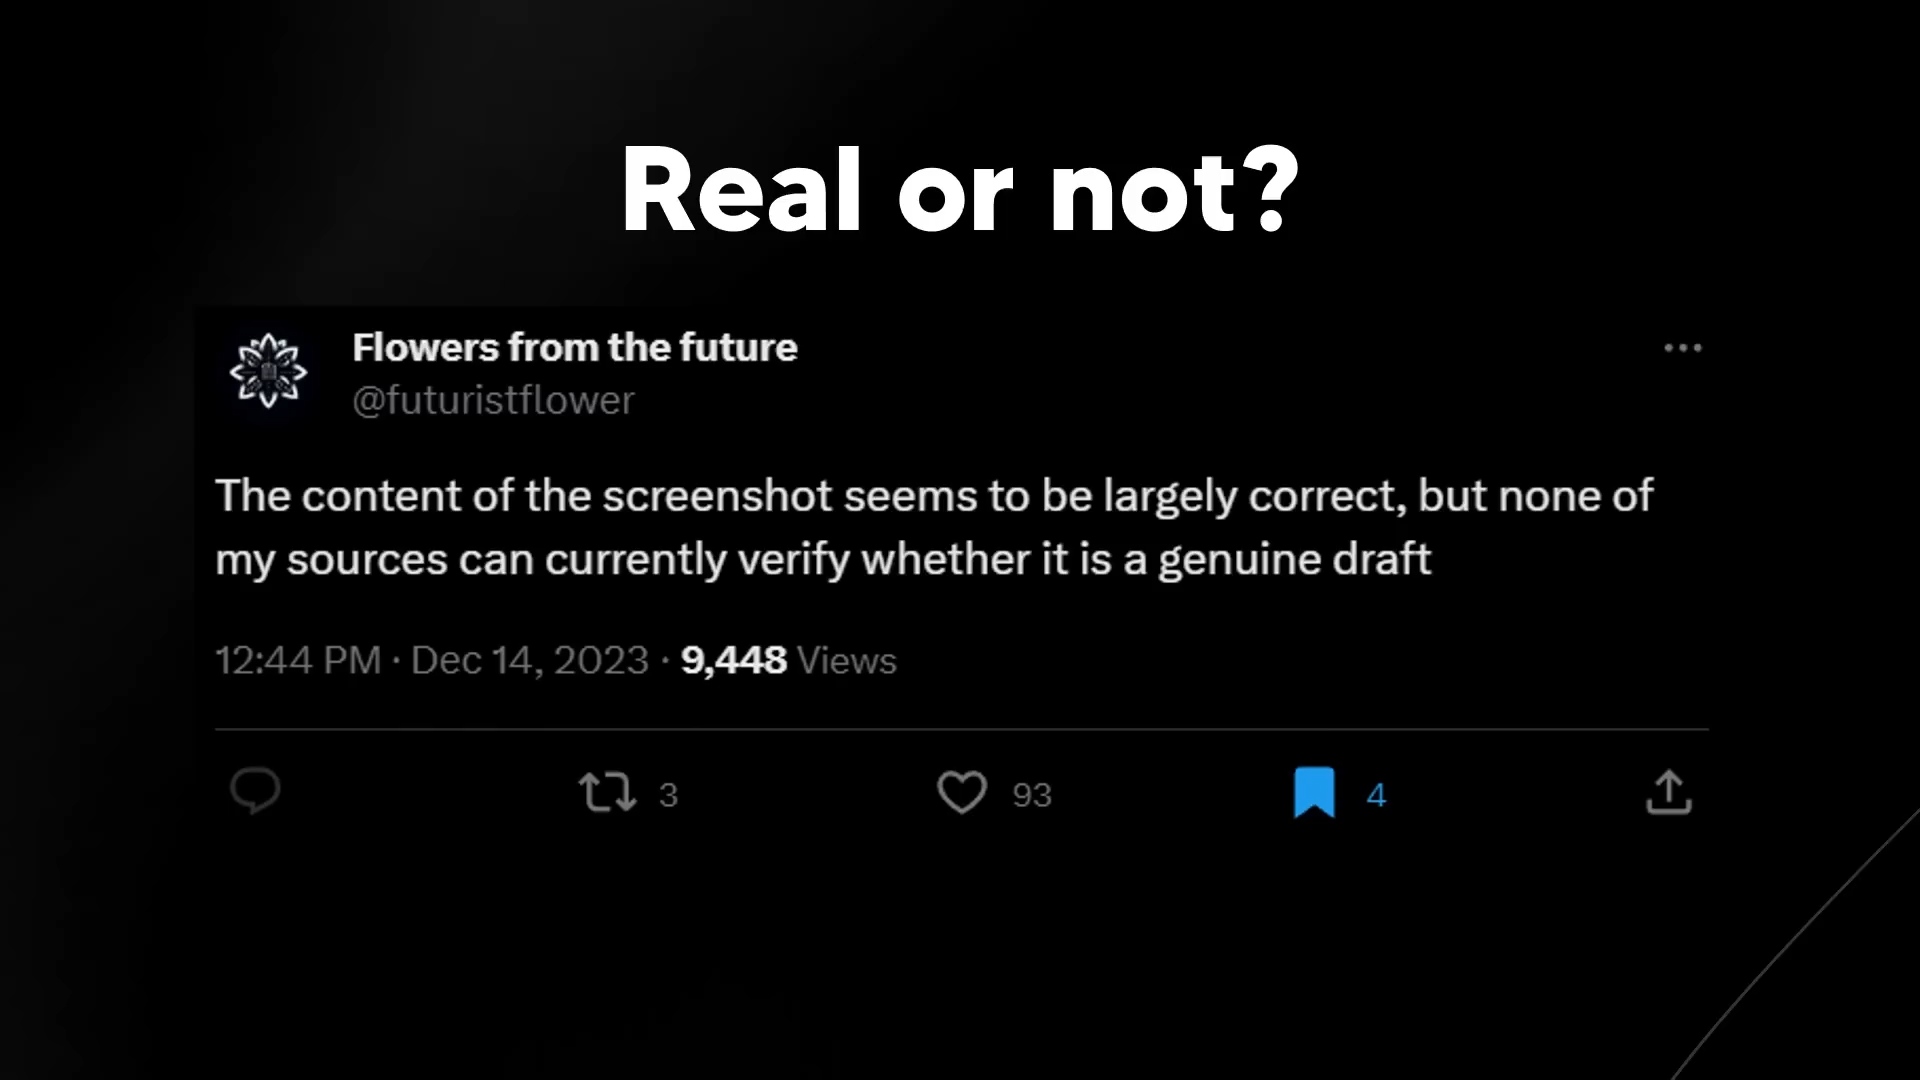 Real or not?
Flowers from the future
@futuristflower
The content of the screenshot seems to be largely correct, but none of
my sources can currently verify whether it is a genuine draft
12:44 PM · Dec 14, 2023 · 9,448 Views
3 93 4